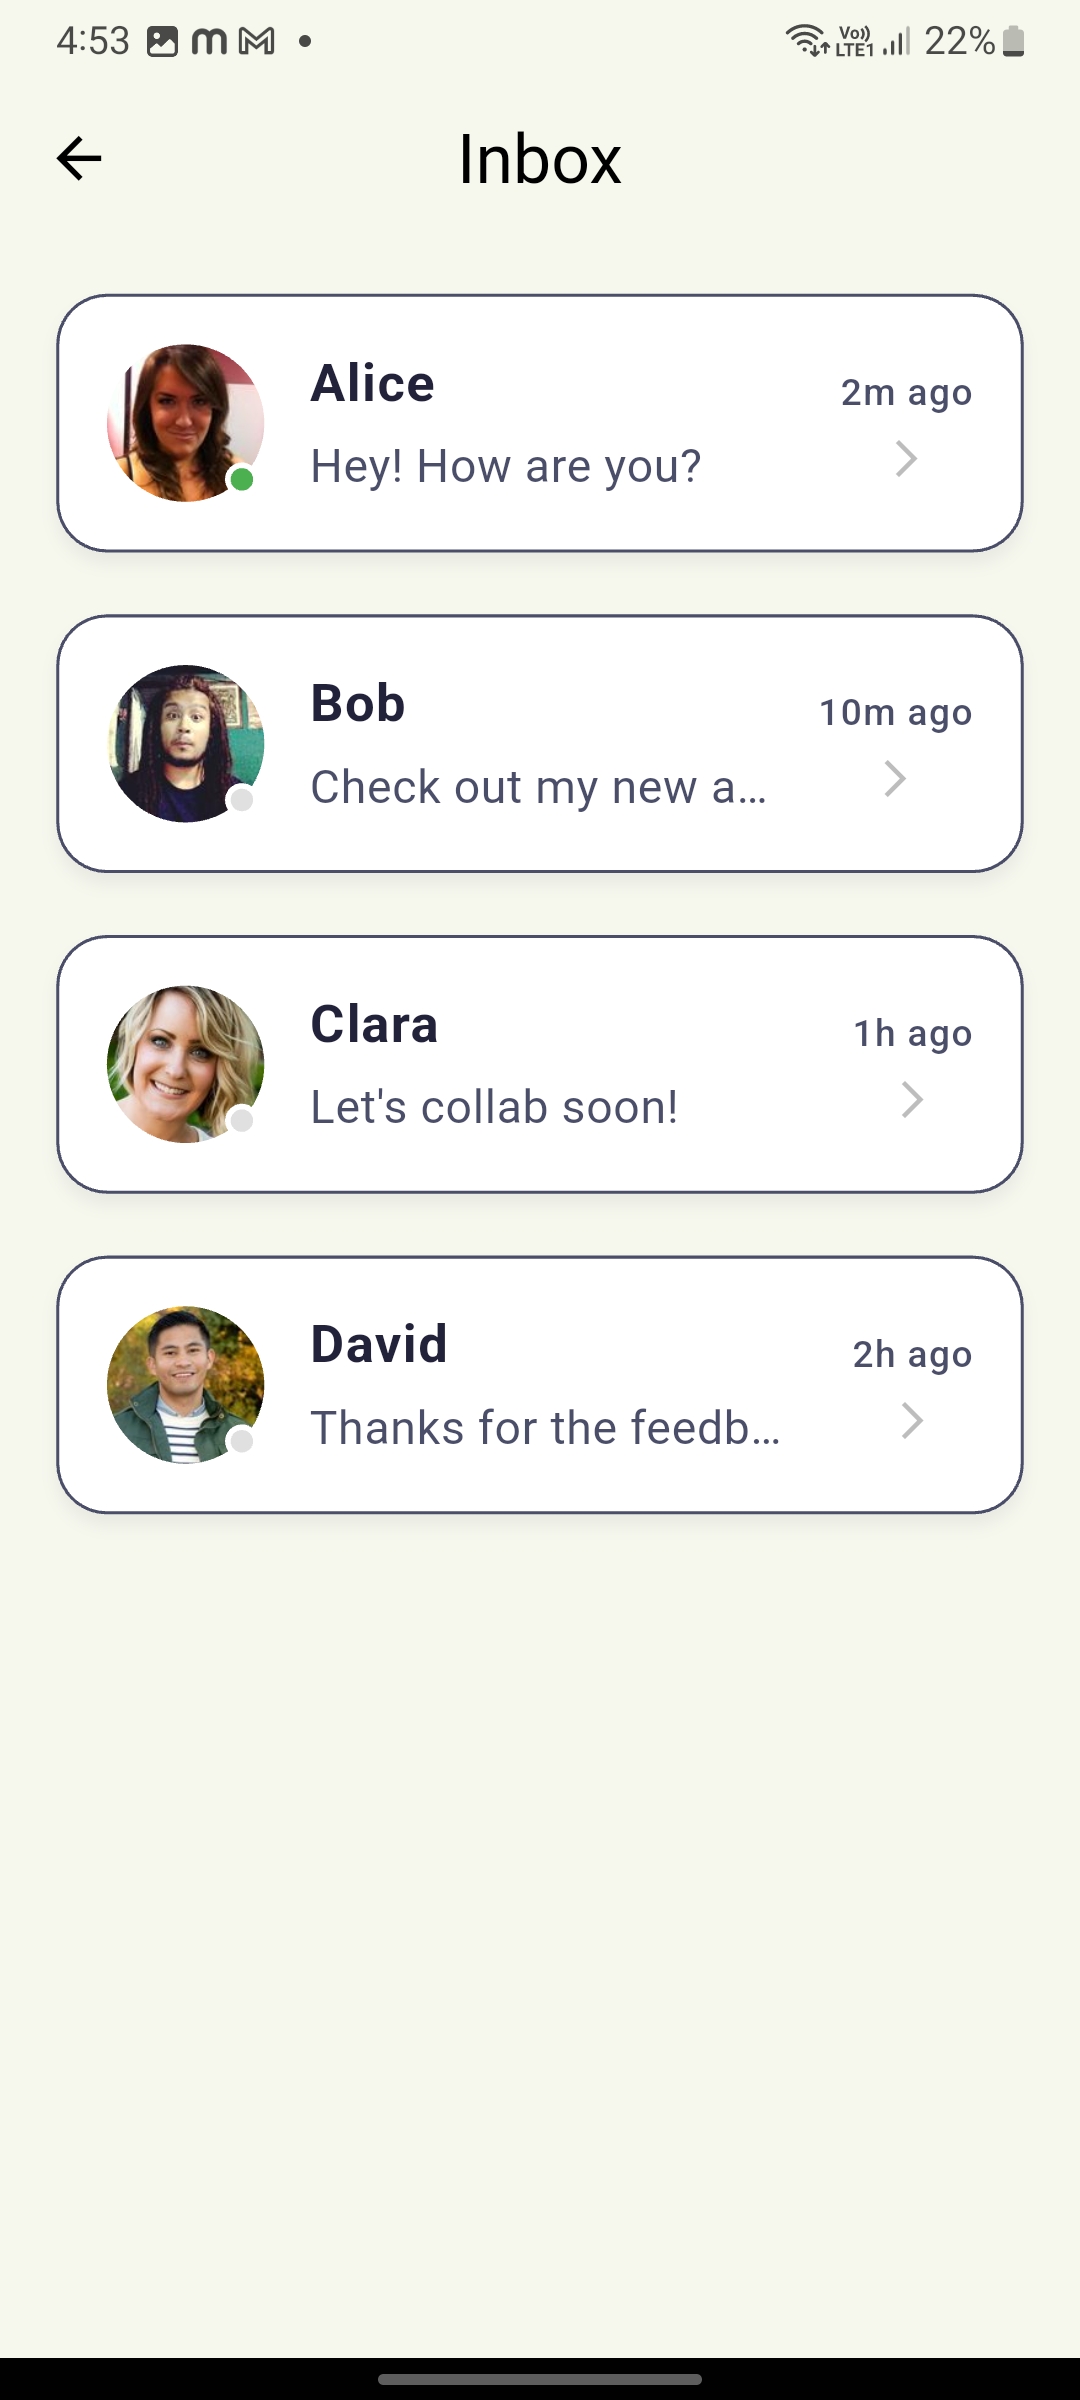 4:53
Vo)) LTE1 22%
Inbox
Alice
2m ago
Hey! How are you?
Bob
10m ago
Check out my new a...
Clara
1h ago
Let's collab soon!
David
2h ago
Thanks for the feedb...